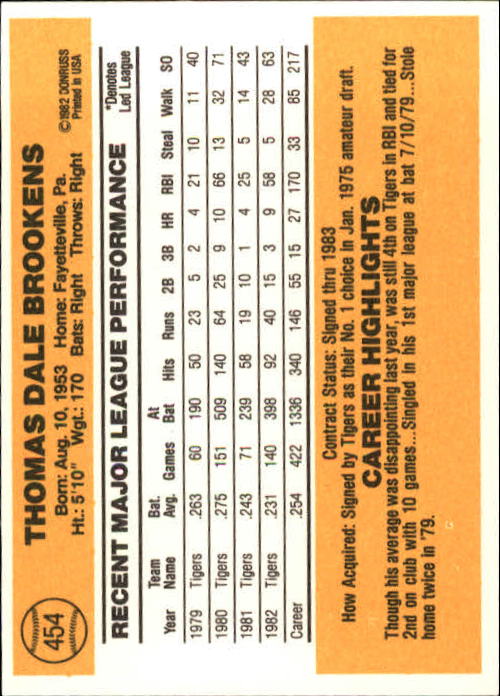 454
THOMAS DALE BROOKENS
Born: Aug. 10, 1953 Home: Fayetteville, Pa.
Ht.: 5'10" Wgt.: 170 Bats: Right Throws: Right
©1982 DONRUSS
Printed in USA
RECENT MAJOR LEAGUE PERFORMANCE
*Denotes
Led League
Year Team Name Bat. Avg. Games At Bat Hits Runs 2B 3B HR RBI Steal Walk SO
1979 Tigers .263 60 190 50 23 5 2 4 21 10 11 40
1980 Tigers .275 151 509 140 64 25 9 10 66 13 32 71
1981 Tigers .243 71 239 58 19 10 1 4 25 5 14 43
1982 Tigers .231 140 398 92 40 15 3 9 58 5 28 63
Career .254 422 1336 340 146 55 15 27 170 33 85 217
Contract Status: Signed thru 1983
How Acquired: Signed by Tigers as their No. 1 choice in Jan. 1975 amateur draft.
CAREER HIGHLIGHTS
Though his average was disappointing last year, was still 4th on Tigers in RBI and tied for
2nd on club with 10 games...Singled in his 1st major league at bat 7/10/79...Stole
home twice in '79.